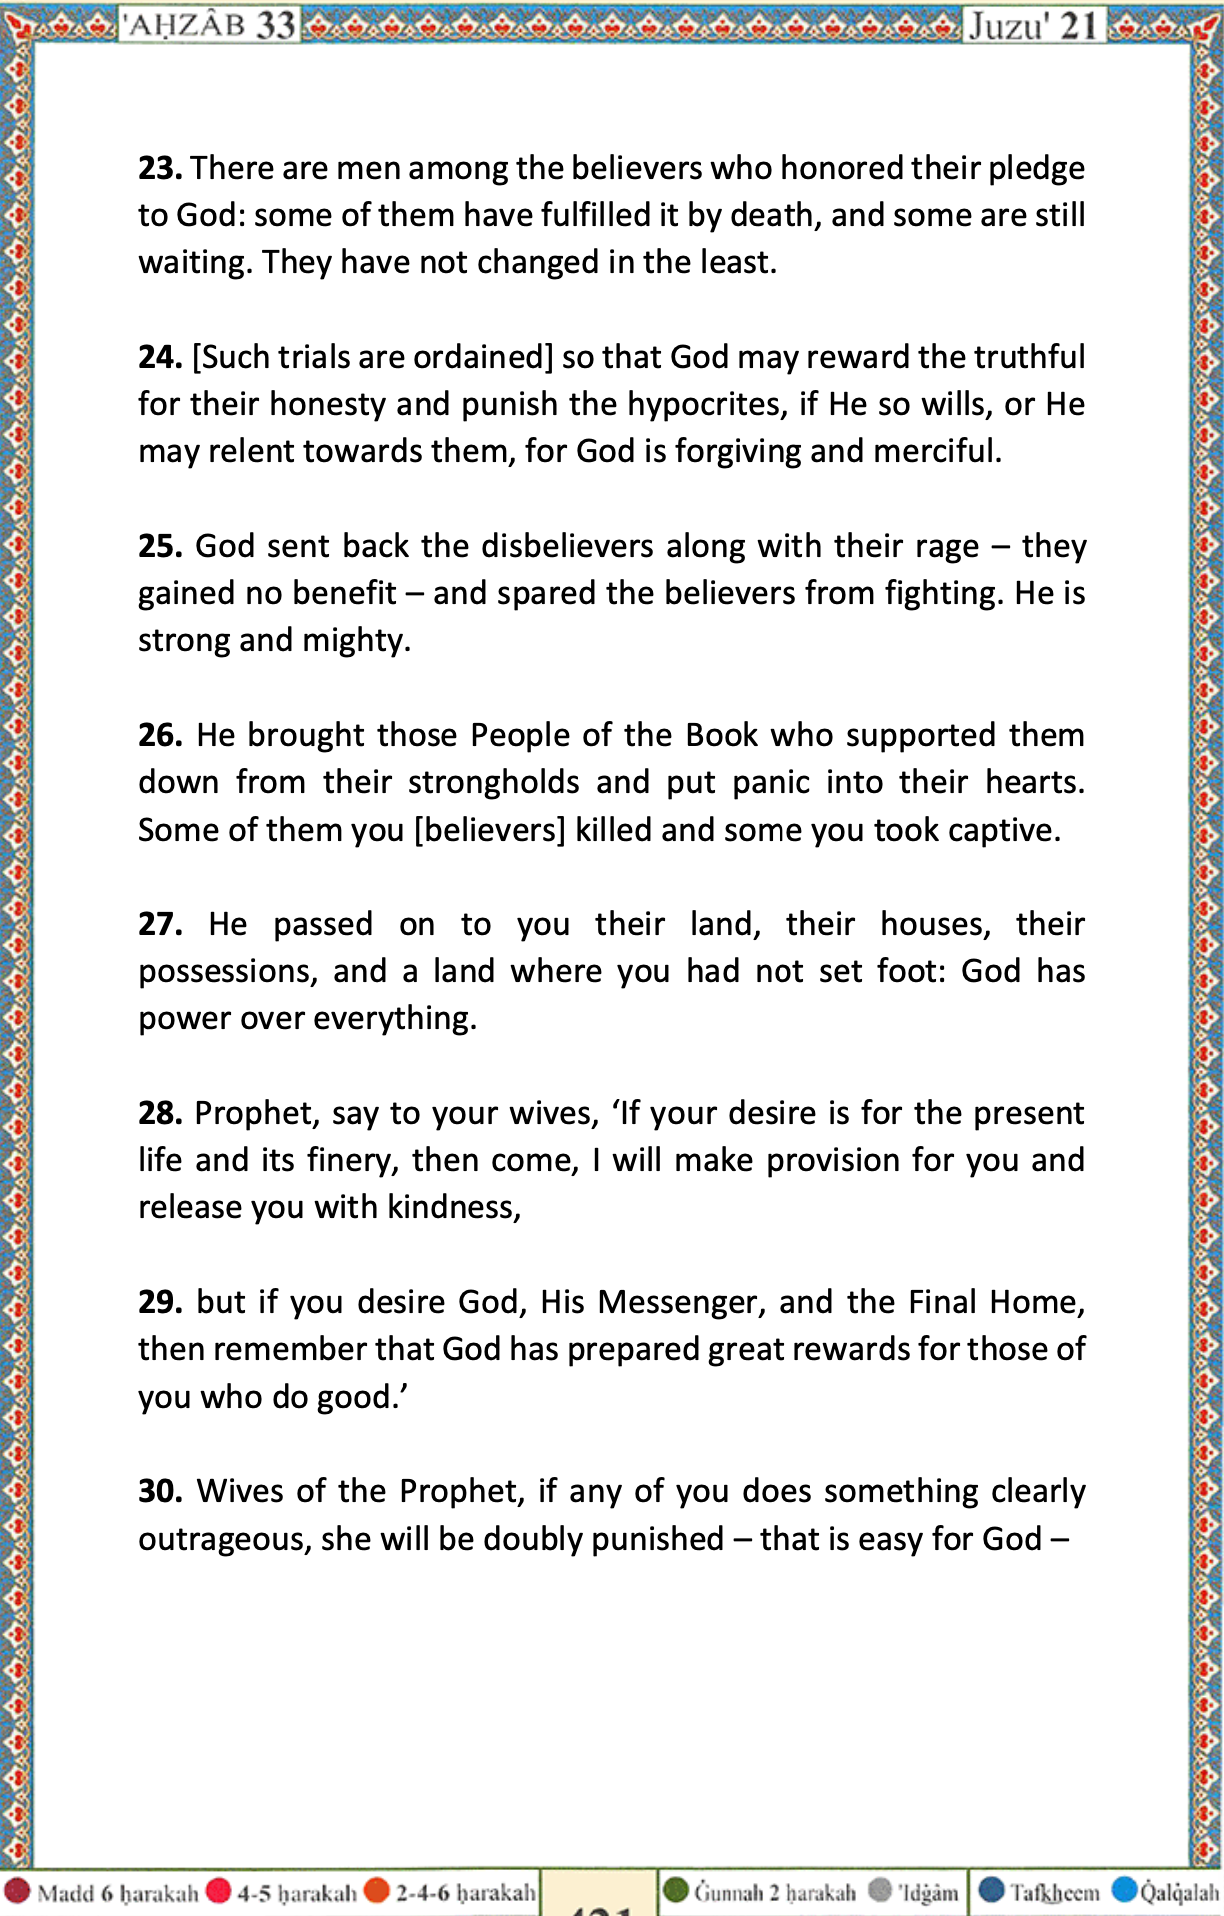 'AḤZÂB 33
Juzu' 21
23. There are men among the believers who honored their pledge
to God: some of them have fulfilled it by death, and some are still
waiting. They have not changed in the least.
24. [Such trials are ordained] so that God may reward the truthful
for their honesty and punish the hypocrites, if He so wills, or He
may relent towards them, for God is forgiving and merciful.
25. God sent back the disbelievers along with their rage – they
gained no benefit – and spared the believers from fighting. He is
strong and mighty.
26. He brought those People of the Book who supported them
down from their strongholds and put panic into their hearts.
Some of them you [believers] killed and some you took captive.
27. He passed on to you their land, their houses, their
possessions, and a land where you had not set foot: God has
power over everything.
28. Prophet, say to your wives, ‘If your desire is for the present
life and its finery, then come, I will make provision for you and
release you with kindness,
29. but if you desire God, His Messenger, and the Final Home,
then remember that God has prepared great rewards for those of
you who do good.’
30. Wives of the Prophet, if any of you does something clearly
outrageous, she will be doubly punished – that is easy for God –
Madd 6 ḥarakah 4-5 ḥarakah 2-4-6 ḥarakah
Ġunnah 2 ḥarakah 'Idġâm Tafkheem Q̇alq̇alah